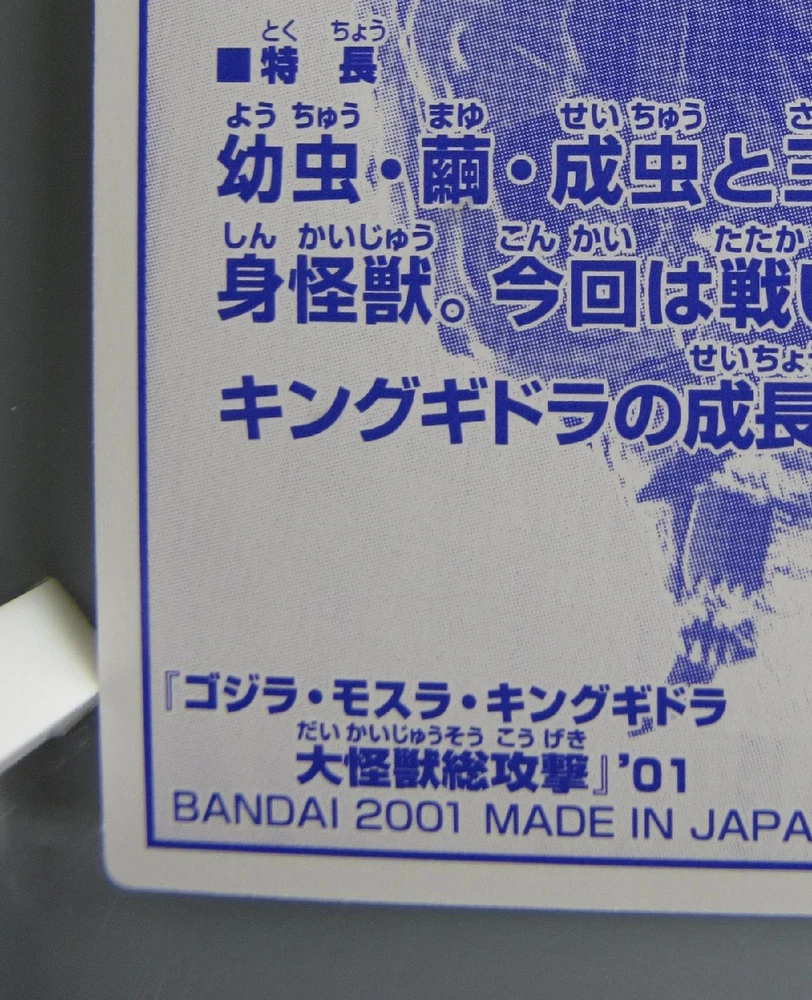 とく ちょう
■特 長
よう ちゅう まゆ せい ちゅう さ
幼虫・繭・成虫と三
しん かいじゅう こん かい たたか
身怪獣。今回は戦い
せいちょう
キングギドラの成長
『ゴジラ・モスラ・キングギドラ
だい かいじゅうそう こう げき
大怪獣総攻撃』'01
BANDAI 2001 MADE IN JAPA